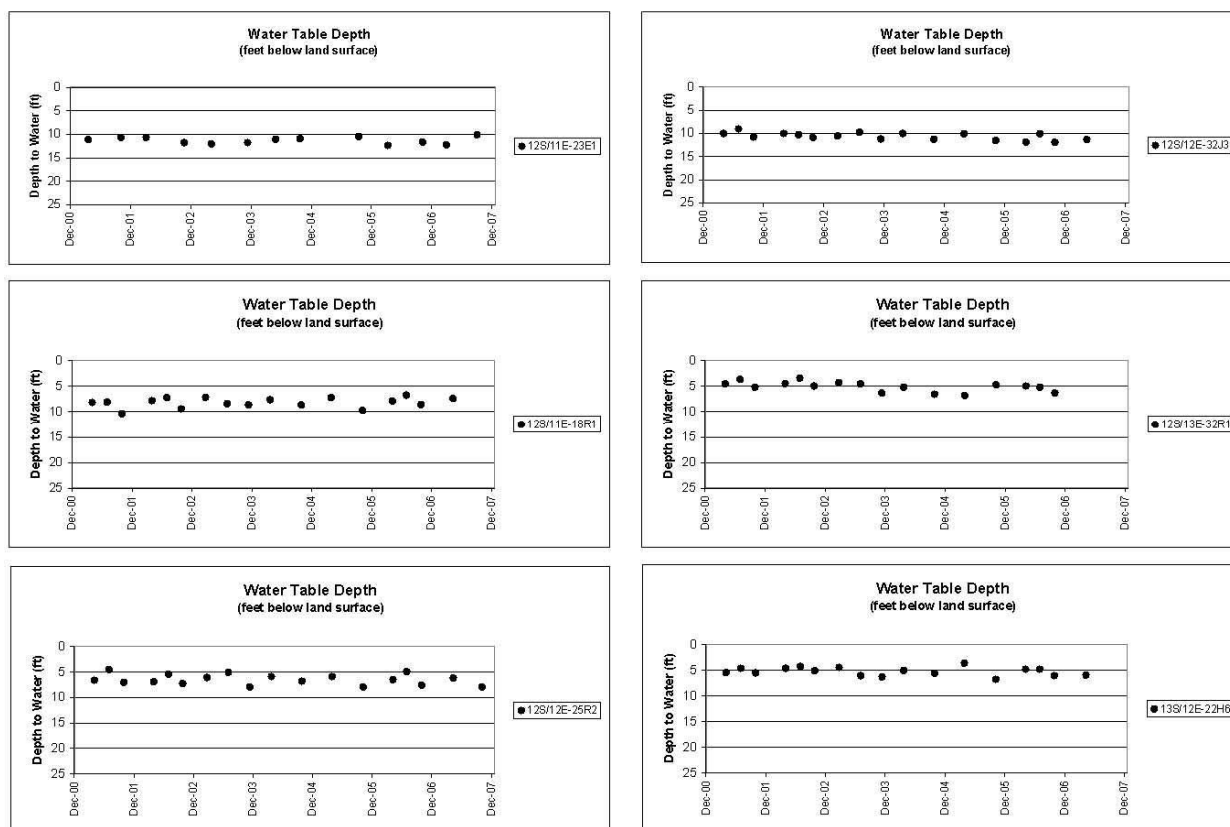 Water Table Depth
(feet below land surface)
Depth to Water (ft)
0
5
10
15
20
25
Dec-00
Dec-01
Dec-02
Dec-03
Dec-04
Dec-05
Dec-06
Dec-07
12S/11E-23E1
Water Table Depth
(feet below land surface)
Depth to Water (ft)
0
5
10
15
20
25
Dec-00
Dec-01
Dec-02
Dec-03
Dec-04
Dec-05
Dec-06
Dec-07
12S/12E-32J3
Water Table Depth
(feet below land surface)
Depth to Water (ft)
0
5
10
15
20
25
Dec-00
Dec-01
Dec-02
Dec-03
Dec-04
Dec-05
Dec-06
Dec-07
12S/11E-18R1
Water Table Depth
(feet below land surface)
Depth to Water (ft)
0
5
10
15
20
25
Dec-00
Dec-01
Dec-02
Dec-03
Dec-04
Dec-05
Dec-06
Dec-07
12S/13E-32R1
Water Table Depth
(feet below land surface)
Depth to Water (ft)
0
5
10
15
20
25
Dec-00
Dec-01
Dec-02
Dec-03
Dec-04
Dec-05
Dec-06
Dec-07
12S/12E-25R2
Water Table Depth
(feet below land surface)
Depth to Water (ft)
0
5
10
15
20
25
Dec-00
Dec-01
Dec-02
Dec-03
Dec-04
Dec-05
Dec-06
Dec-07
13S/12E-22H6